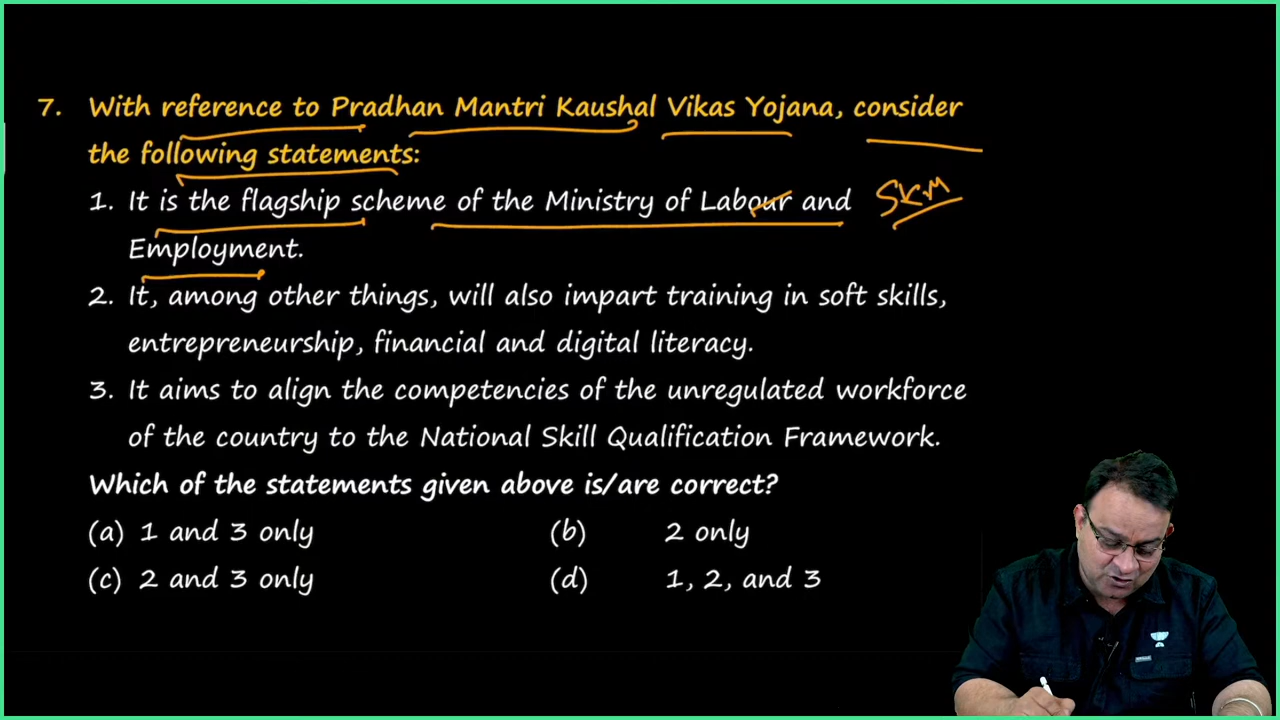 7. With reference to Pradhan Mantri Kaushal Vikas Yojana, consider
the following statements:
1. It is the flagship scheme of the Ministry of Labour and SKM
Employment.
2. It, among other things, will also impart training in soft skills,
entrepreneurship, financial and digital literacy.
3. It aims to align the competencies of the unregulated workforce
of the country to the National Skill Qualification Framework.
Which of the statements given above is/are correct?
(a) 1 and 3 only (b) 2 only
(c) 2 and 3 only (d) 1, 2, and 3